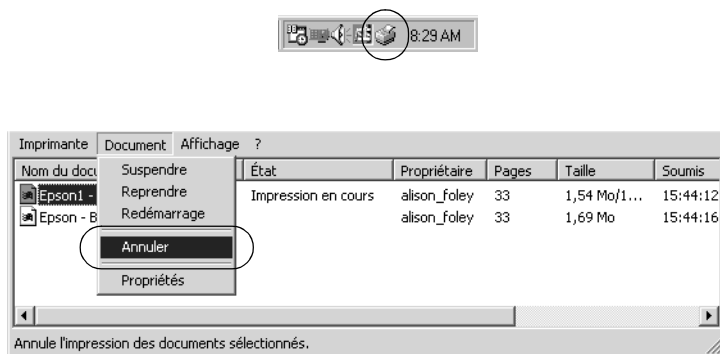 8:29 AM
Imprimante Document Affichage ?
Nom du docu État Propriétaire Pages Taille Soumis
Suspendre
Epson1 - Reprendre Impression en cours alison_foley 33 1,54 Mo/1... 15:44:12
Epson - B Redémarrage alison_foley 33 1,69 Mo 15:44:16
Annuler
Propriétés
Annule l'impression des documents sélectionnés.